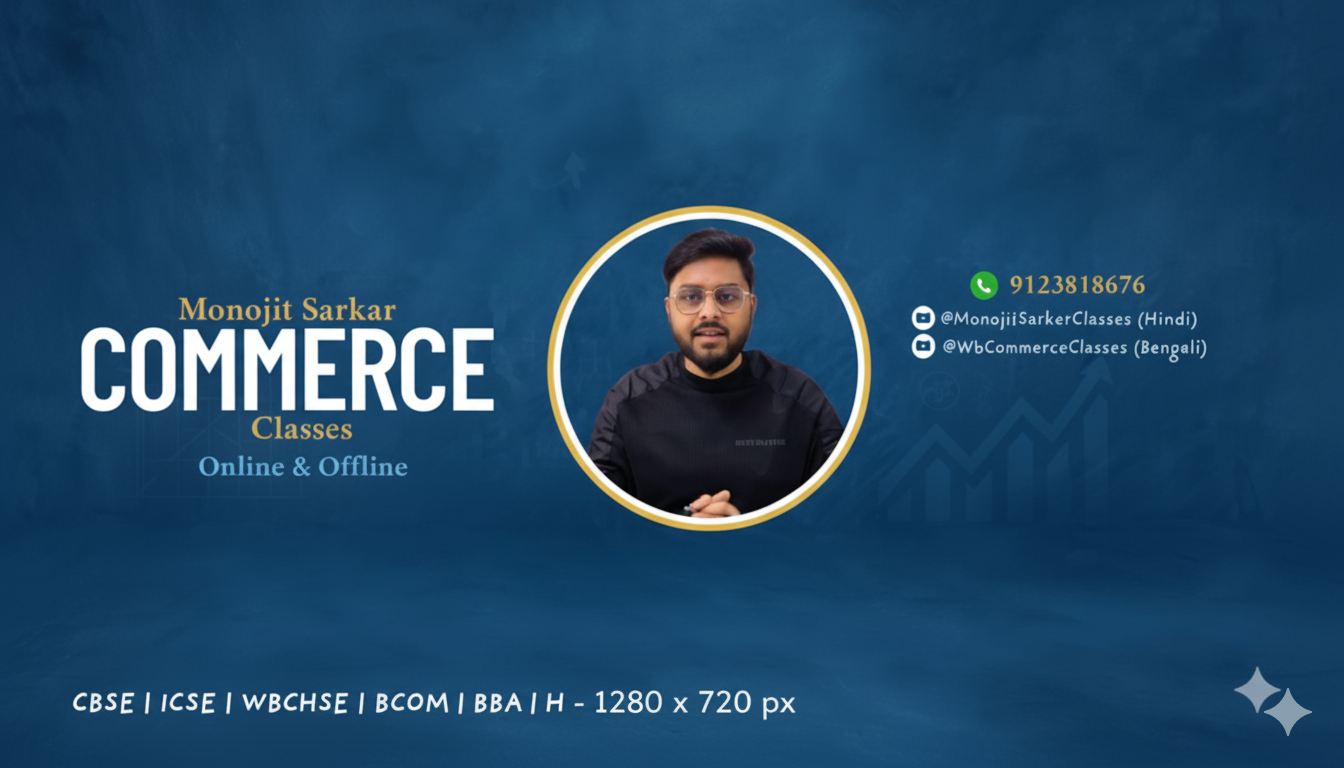 Monojit Sarkar
COMMERCE
Classes
Online & Offline
9123818676
@MonojiiSarkerClasses (Hindi)
@WbCommerceClasses (Bengali)
CBSE | ICSE | WBCHSE | BCOM | BBA | H - 1280 x 720 px